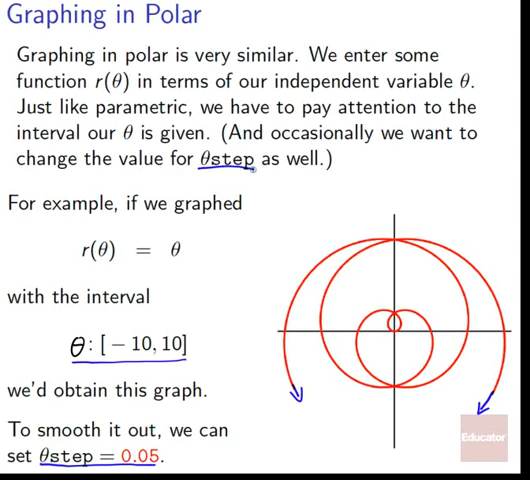 Graphing in Polar
Graphing in polar is very similar. We enter some
function r(θ) in terms of our independent variable θ.
Just like parametric, we have to pay attention to the
interval our θ is given. (And occasionally we want to
change the value for θstep as well.)
For example, if we graphed
r(θ) = θ
with the interval
θ: [−10, 10]
we'd obtain this graph.
To smooth it out, we can
set θstep = 0.05.
Educator